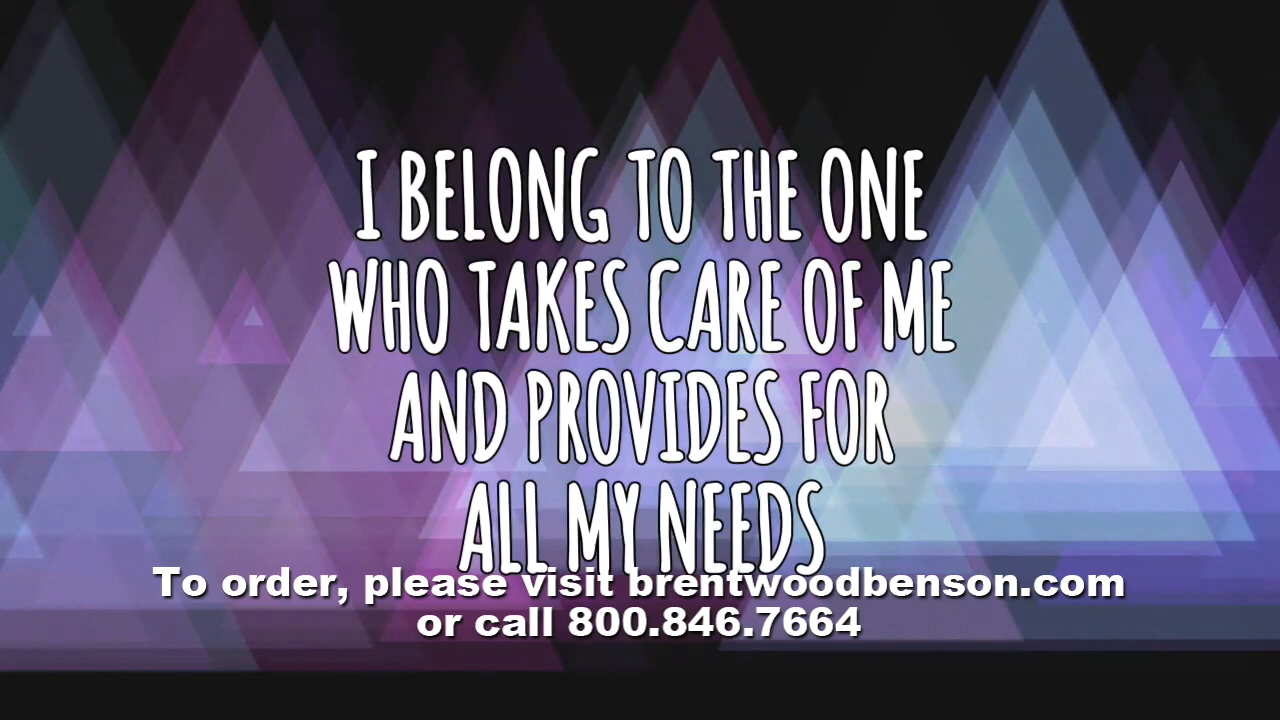 I BELONG TO THE ONE
WHO TAKES CARE OF ME
AND PROVIDES FOR
ALL MY NEEDS
To order, please visit brentwoodbenson.com
or call 800.846.7664